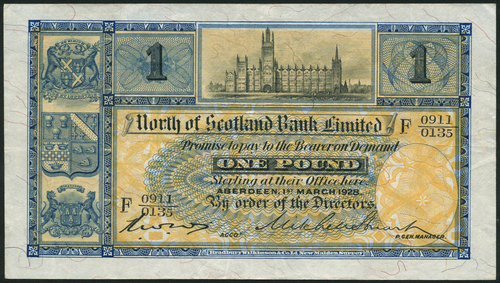 1
1
North of Scotland Bank Limited
F 0911
0135
Promise to pay to the Bearer on Demand
ONE POUND
Sterling at their Office here
ABERDEEN, 1ST MARCH 1928.
F 0911
0135
By order of the Directors.
ACCT.
P. GEN. MANAGER.
Bradbury Wilkinson & Co. Ld. New Malden, Surrey.